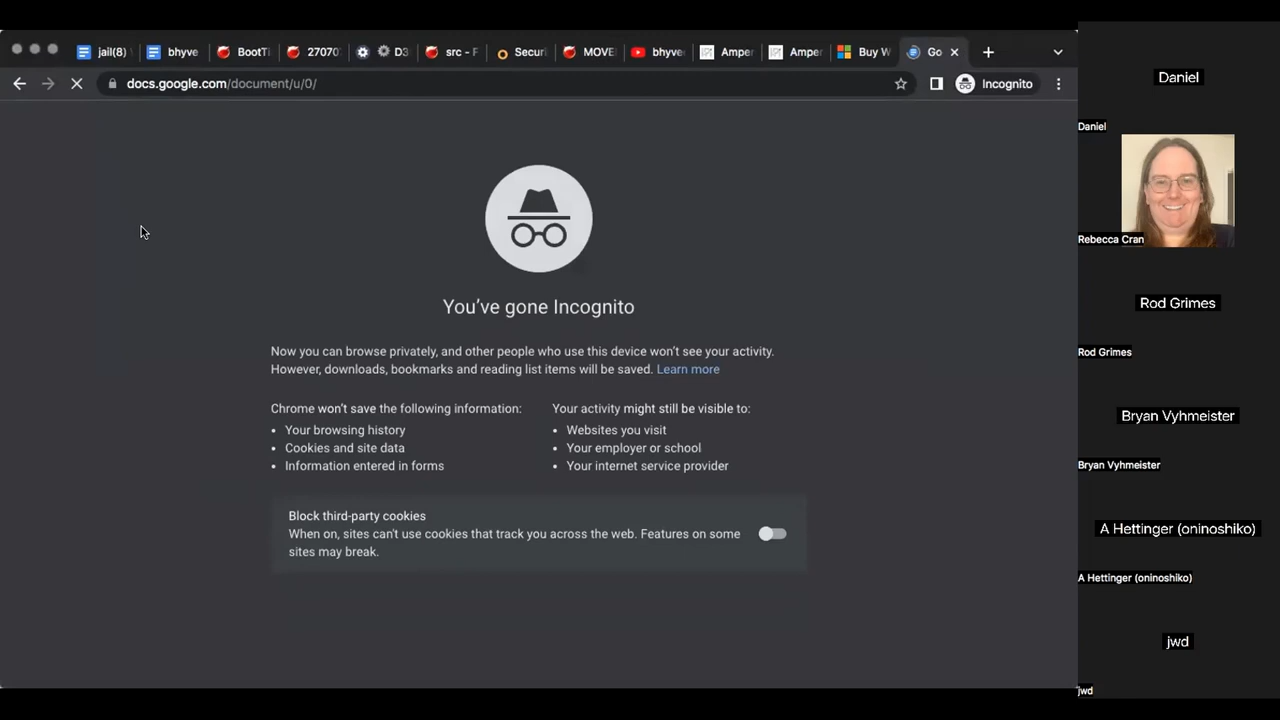 jail(8)
bhyve
BootTi
27070
D3
src - F
Securi
MOVE
bhyve
Amper
Amper
Buy W
Go
docs.google.com/document/u/0/
Incognito
You've gone Incognito
Now you can browse privately, and other people who use this device won't see your activity.
However, downloads, bookmarks and reading list items will be saved. Learn more
Chrome won't save the following information:
Your browsing history
Cookies and site data
Information entered in forms
Your activity might still be visible to:
Websites you visit
Your employer or school
Your internet service provider
Block third-party cookies
When on, sites can't use cookies that track you across the web. Features on some
sites may break.
Daniel
Daniel
Rebecca Cran
Rod Grimes
Rod Grimes
Bryan Vyhmeister
Bryan Vyhmeister
A Hettinger (oninoshiko)
A Hettinger (oninoshiko)
jwd
jwd